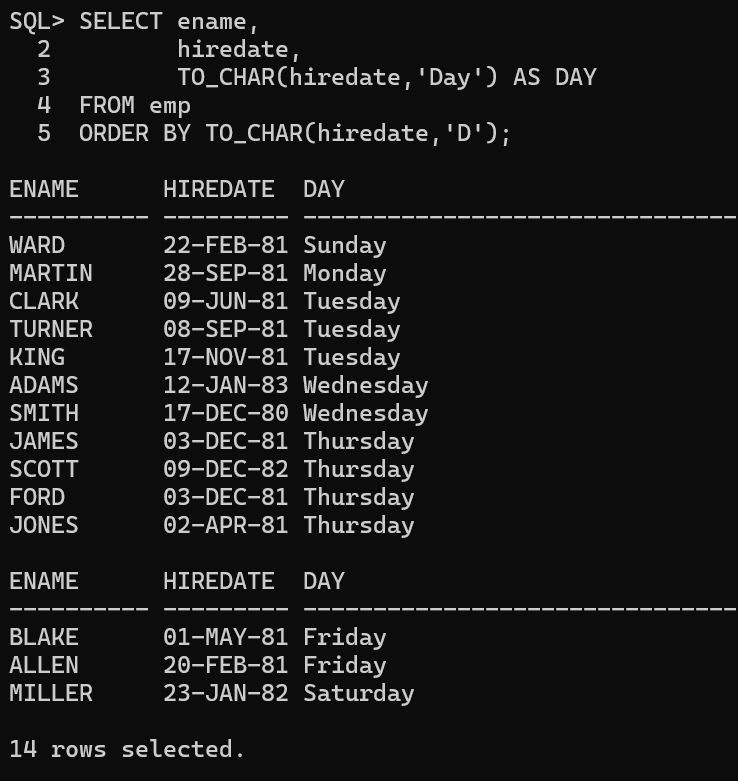 SQL> SELECT ename,
  2         hiredate,
  3         TO_CHAR(hiredate,'Day') AS DAY
  4  FROM emp
  5  ORDER BY TO_CHAR(hiredate,'D');
ENAME      HIREDATE  DAY
---------- --------- -------------------------------
WARD       22-FEB-81 Sunday
MARTIN     28-SEP-81 Monday
CLARK      09-JUN-81 Tuesday
TURNER     08-SEP-81 Tuesday
KING       17-NOV-81 Tuesday
ADAMS      12-JAN-83 Wednesday
SMITH      17-DEC-80 Wednesday
JAMES      03-DEC-81 Thursday
SCOTT      09-DEC-82 Thursday
FORD       03-DEC-81 Thursday
JONES      02-APR-81 Thursday
ENAME      HIREDATE  DAY
---------- --------- -------------------------------
BLAKE      01-MAY-81 Friday
ALLEN      20-FEB-81 Friday
MILLER     23-JAN-82 Saturday
14 rows selected.